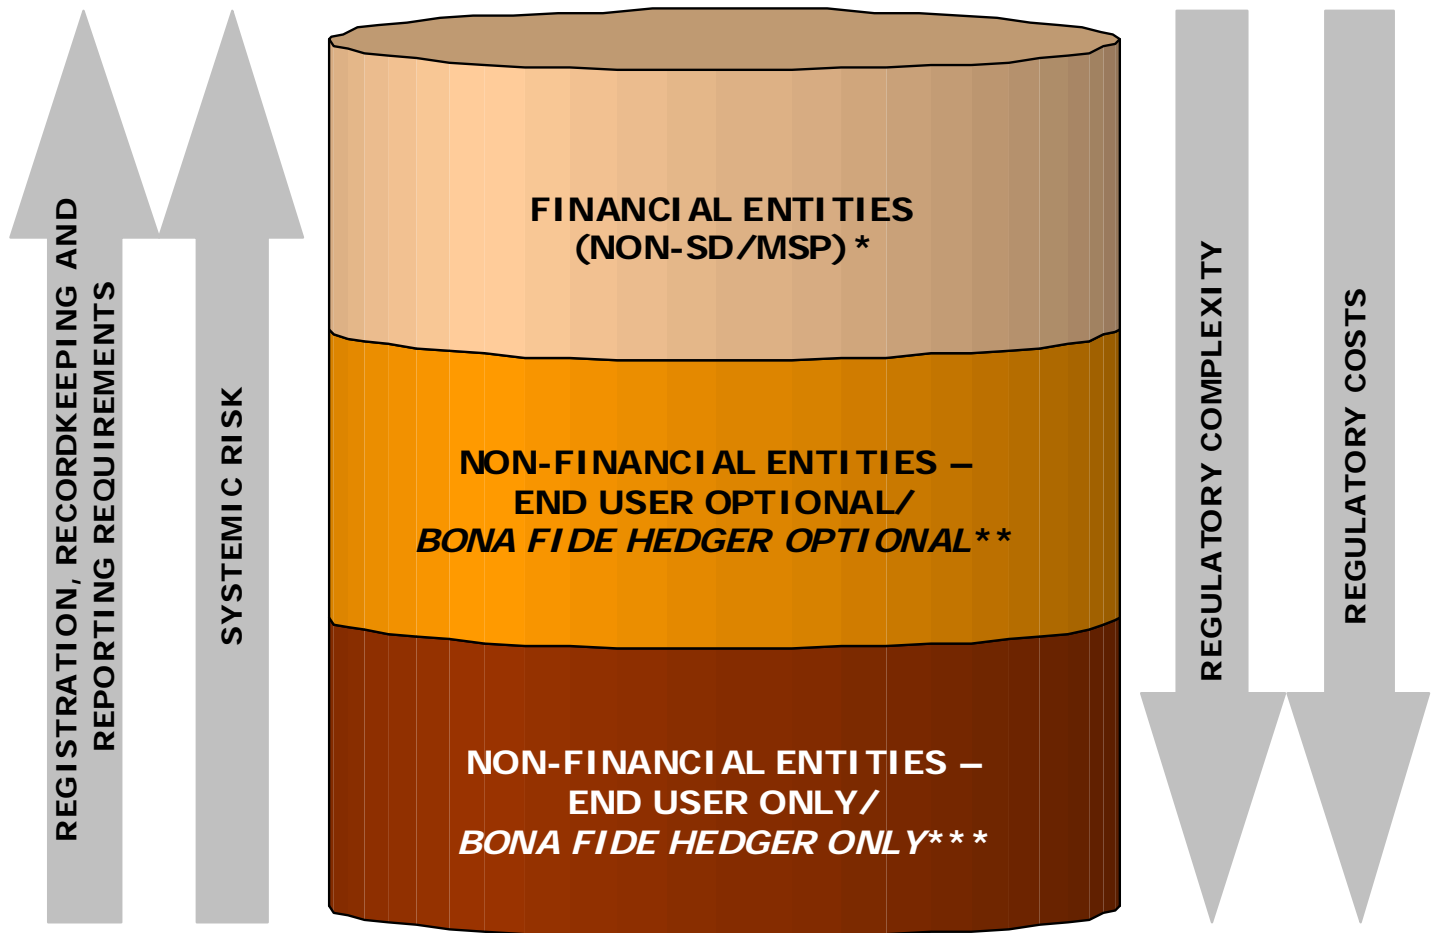 REGISTRATION, RECORDKEEPING AND
REPORTING REQUIREMENTS
SYSTEMIC RISK
FINANCIAL ENTITIES
(NON-SD/MSP) *
NON-FINANCIAL ENTITIES –
END USER OPTIONAL/
BONA FIDE HEDGER OPTIONAL**
NON-FINANCIAL ENTITIES –
END USER ONLY/
BONA FIDE HEDGER ONLY***
REGULATORY COMPLEXITY
REGULATORY COSTS